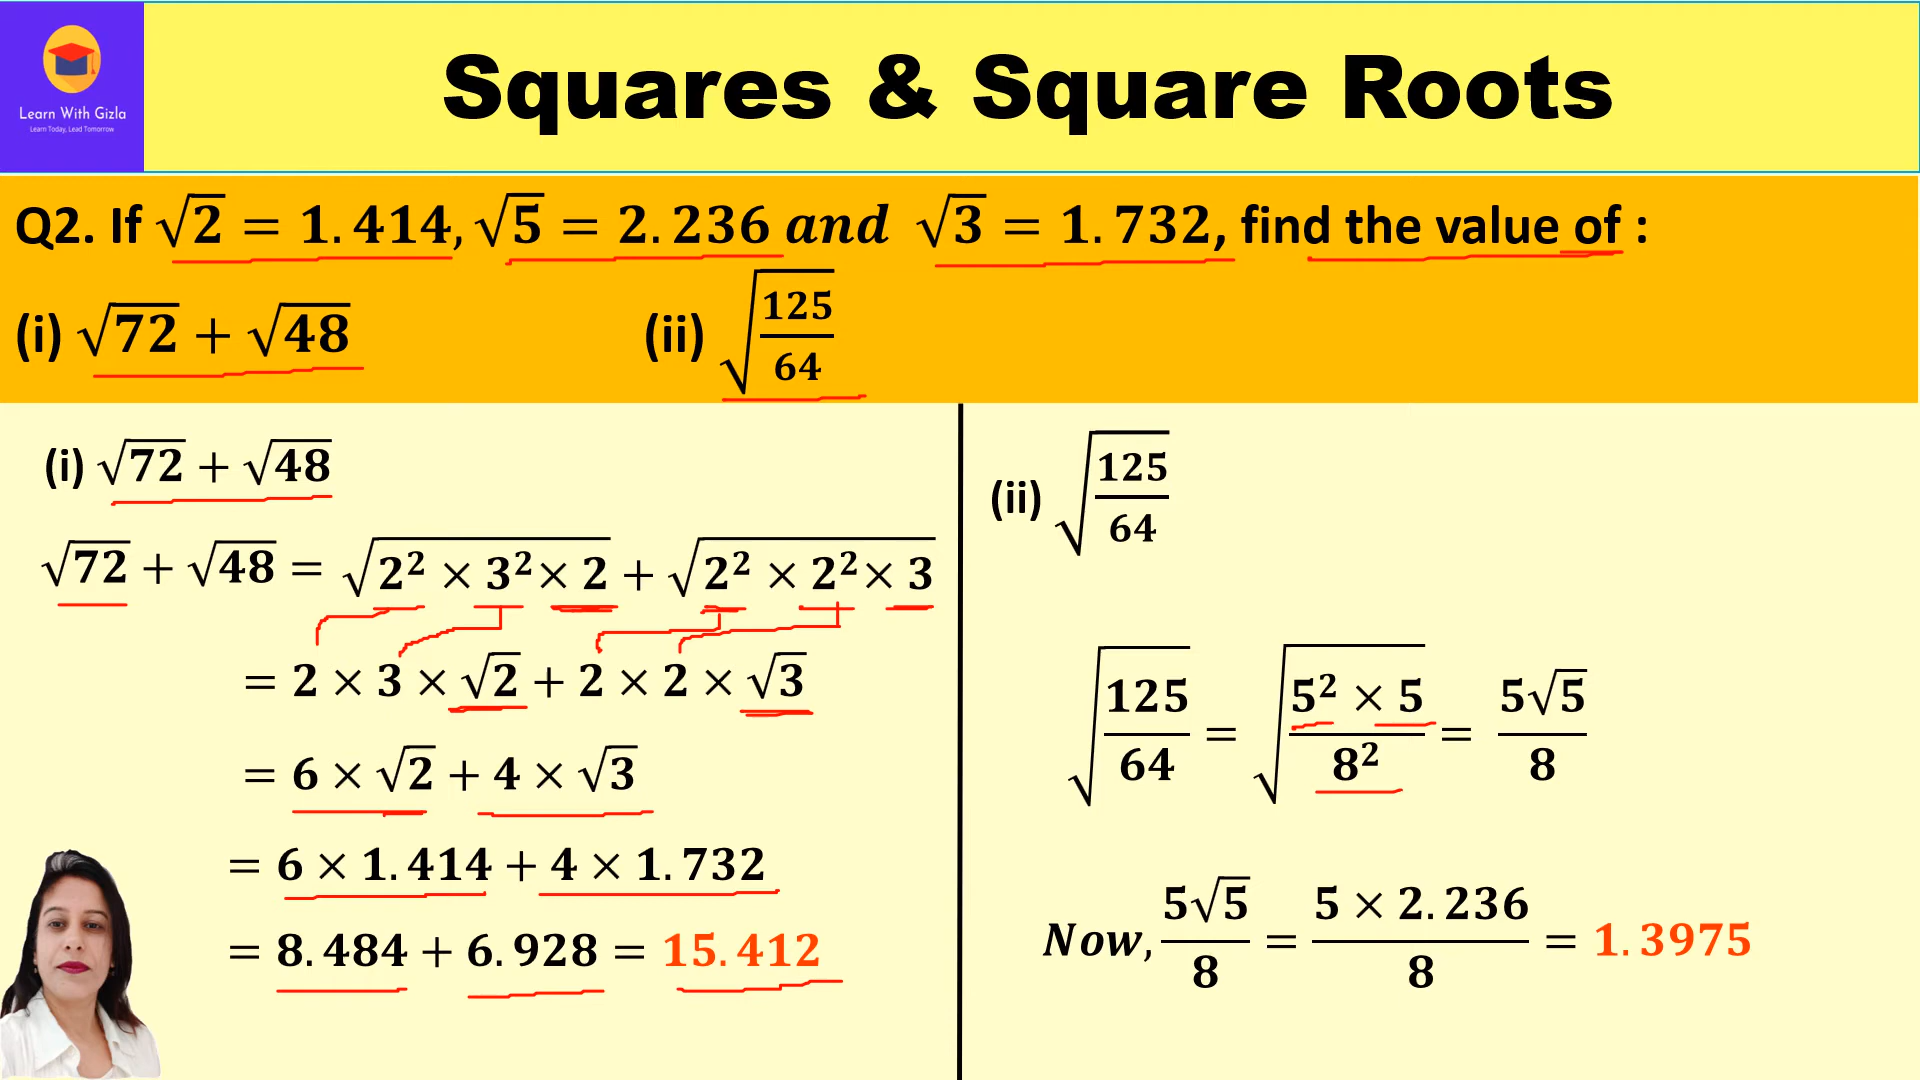 Learn With Gizla
Learn Today, Lead Tomorrow
Squares & Square Roots
Q2. If √2 = 1.414, √5 = 2.236 and √3 = 1.732, find the value of :
(i) √72 + √48 (ii) √(125/64)
(i) √72 + √48
√72 + √48 = √(2² × 3² × 2) + √(2² × 2² × 3)
= 2 × 3 × √2 + 2 × 2 × √3
= 6 × √2 + 4 × √3
= 6 × 1.414 + 4 × 1.732
= 8.484 + 6.928 = 15.412
(ii) √(125/64)
√(125/64) = √((5² × 5)/8²) = 5√5/8
Now, 5√5/8 = (5 × 2.236)/8 = 1.3975